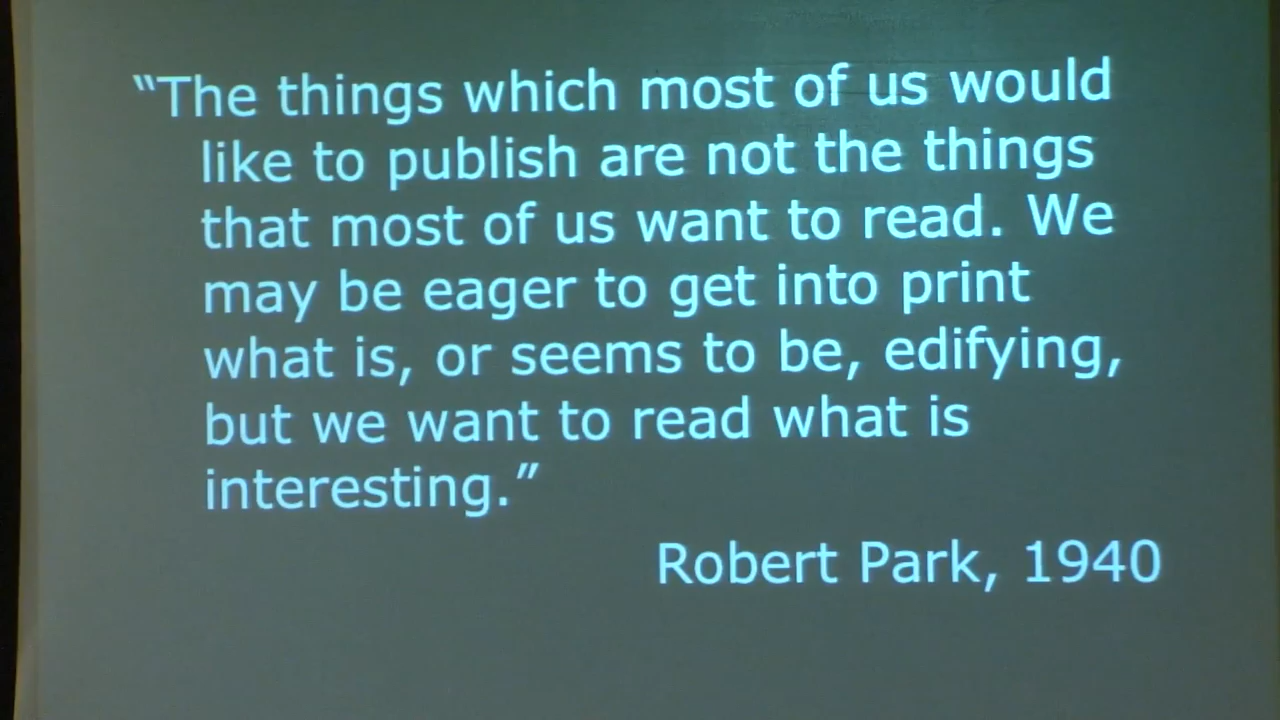 “The things which most of us would
like to publish are not the things
that most of us want to read. We
may be eager to get into print
what is, or seems to be, edifying,
but we want to read what is
interesting.”
Robert Park, 1940